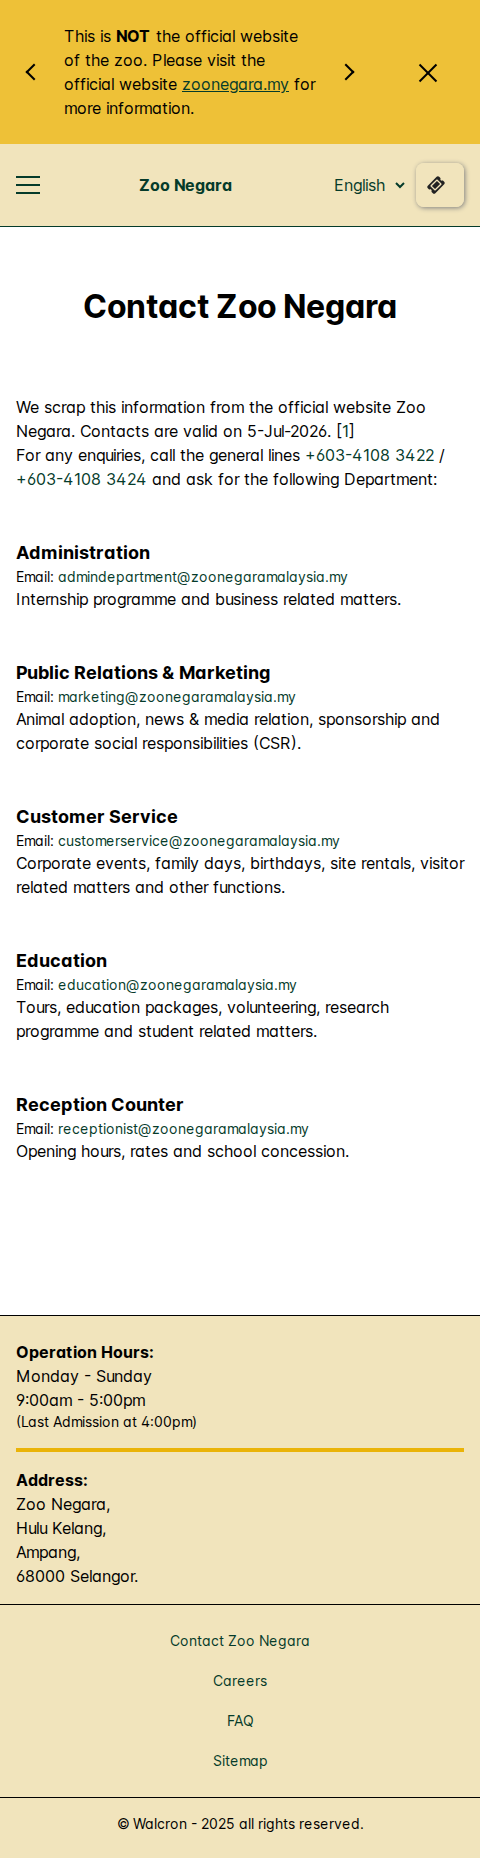 This is NOT the official website
of the zoo. Please visit the
official website zoonegara.my for
more information.
Zoo Negara
English
Contact Zoo Negara
We scrap this information from the official website Zoo
Negara. Contacts are valid on 5-Jul-2026. [1]
For any enquiries, call the general lines +603-4108 3422 /
+603-4108 3424 and ask for the following Department:
Administration
Email: admindepartment@zoonegaramalaysia.my
Internship programme and business related matters.
Public Relations & Marketing
Email: marketing@zoonegaramalaysia.my
Animal adoption, news & media relation, sponsorship and
corporate social responsibilities (CSR).
Customer Service
Email: customerservice@zoonegaramalaysia.my
Corporate events, family days, birthdays, site rentals, visitor
related matters and other functions.
Education
Email: education@zoonegaramalaysia.my
Tours, education packages, volunteering, research
programme and student related matters.
Reception Counter
Email: receptionist@zoonegaramalaysia.my
Opening hours, rates and school concession.
Operation Hours:
Monday - Sunday
9:00am - 5:00pm
(Last Admission at 4:00pm)
Address:
Zoo Negara,
Hulu Kelang,
Ampang,
68000 Selangor.
Contact Zoo Negara
Careers
FAQ
Sitemap
© Walcron - 2025 all rights reserved.